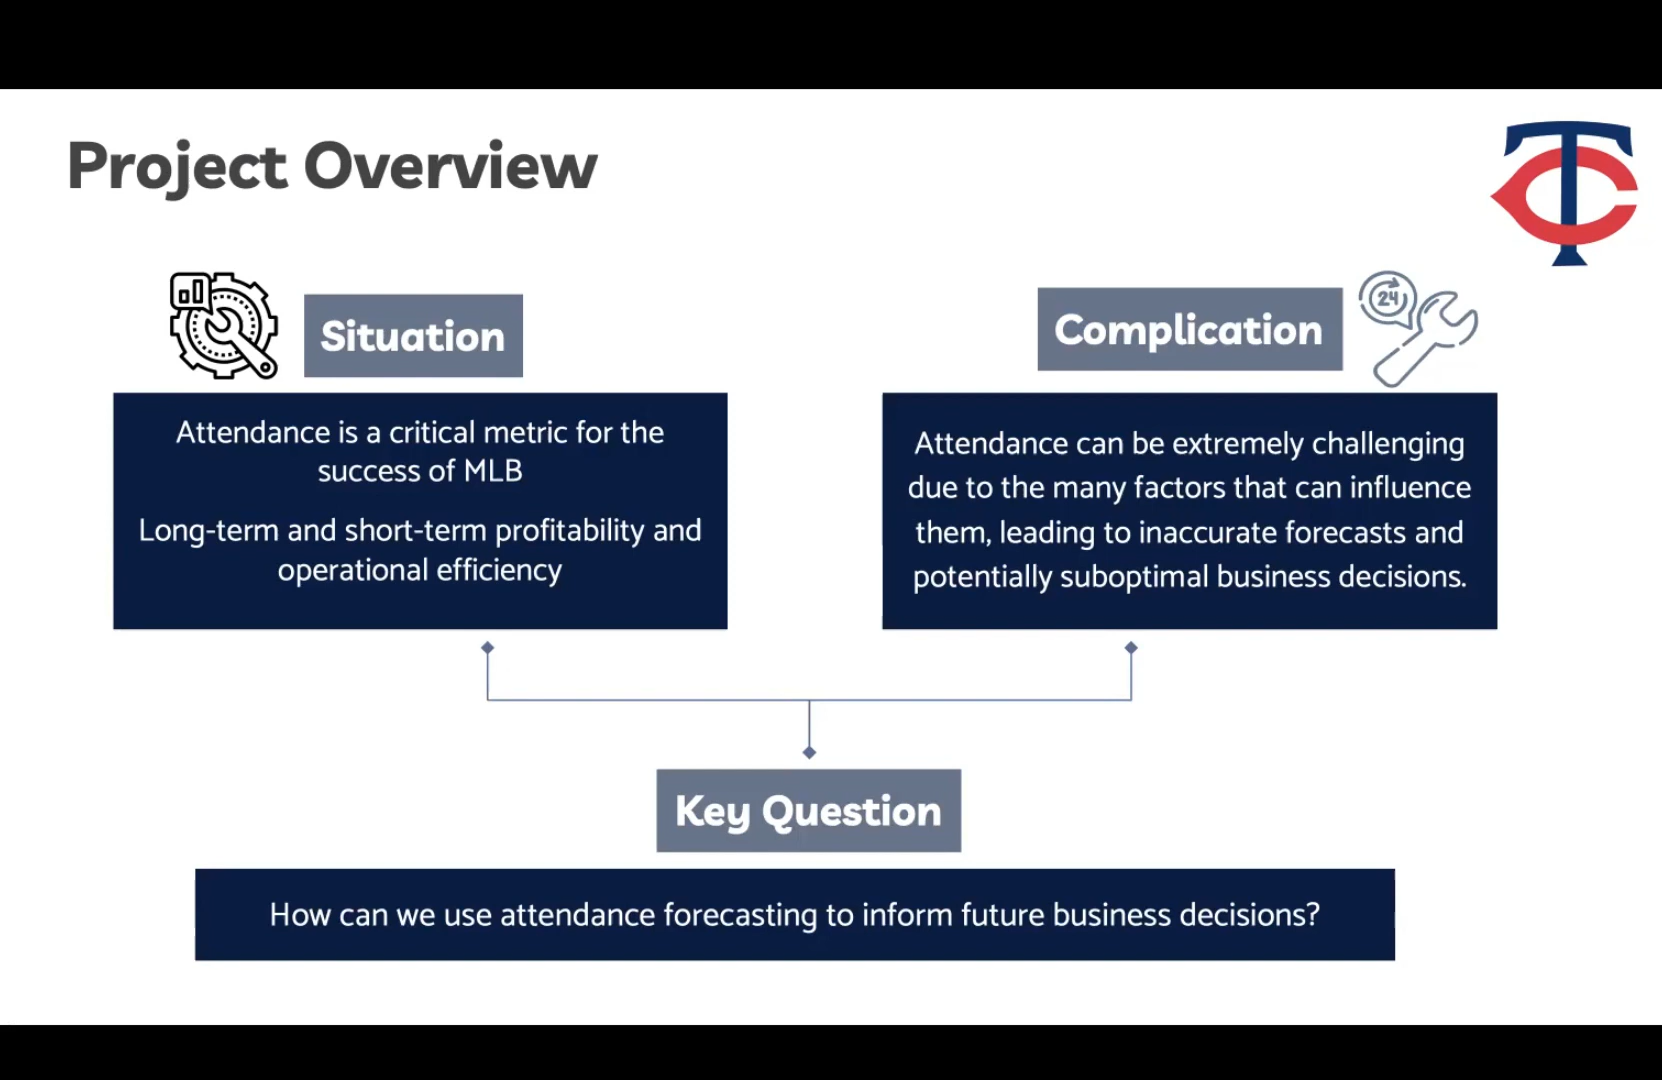 Project Overview
TC
Situation
Attendance is a critical metric for the
success of MLB
Long-term and short-term profitability and
operational efficiency
24
Complication
Attendance can be extremely challenging
due to the many factors that can influence
them, leading to inaccurate forecasts and
potentially suboptimal business decisions.
Key Question
How can we use attendance forecasting to inform future business decisions?